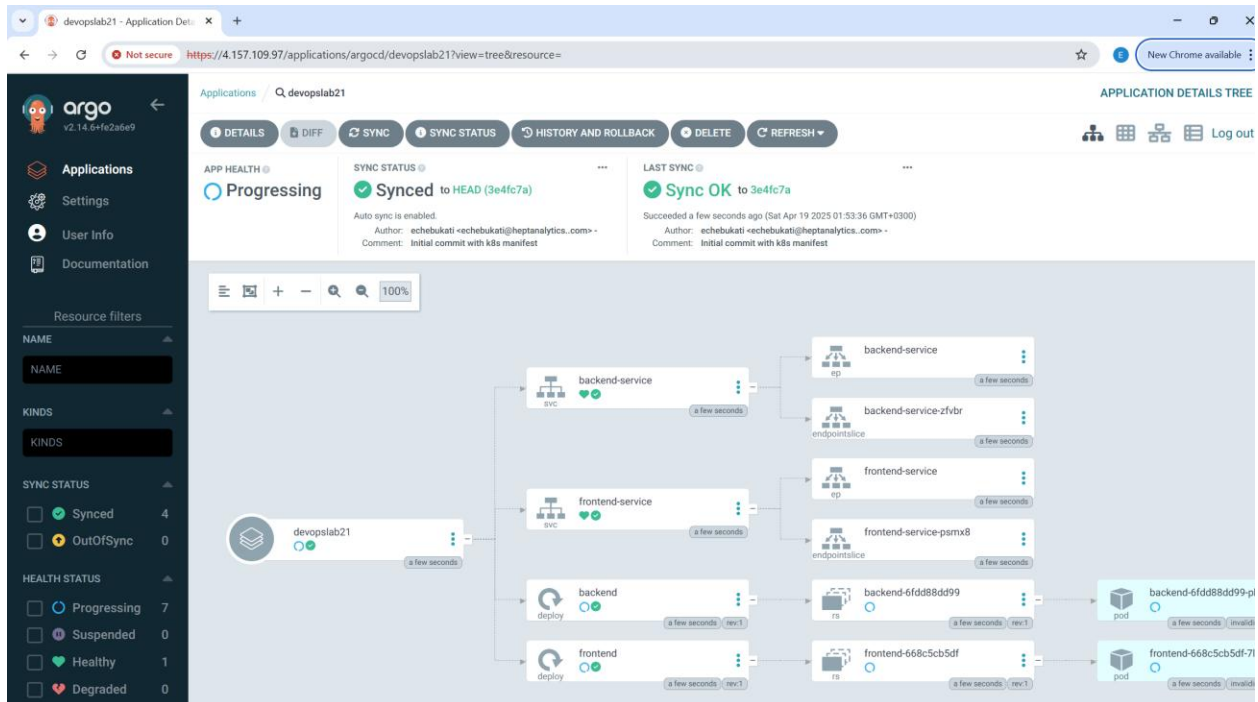 devopslab21 - Application Det
Not secure https://4.157.109.97/applications/argocd/devopslab21?view=tree&resource=
E
New Chrome available
argo
v2.14.6+fe2a6e9
Applications
Settings
User Info
Documentation
Resource filters
NAME
NAME
KINDS
KINDS
SYNC STATUS
Synced 4
OutOfSync 0
HEALTH STATUS
Progressing 7
Suspended 0
Healthy 1
Degraded 0
Applications / devopslab21
APPLICATION DETAILS TREE
DETAILS DIFF SYNC SYNC STATUS HISTORY AND ROLLBACK DELETE REFRESH
Log out
APP HEALTH
Progressing
SYNC STATUS
Synced to HEAD (3e4fc7a)
Auto sync is enabled.
Author: echebukati <echebukati@heptanalytics..com> -
Comment: Initial commit with k8s manifest
LAST SYNC
Sync OK to 3e4fc7a
Succeeded a few seconds ago (Sat Apr 19 2025 01:53:36 GMT+0300)
Author: echebukati <echebukati@heptanalytics..com> -
Comment: Initial commit with k8s manifest
100%
devopslab21
a few seconds
backend-service
svc
a few seconds
backend-service
ep
a few seconds
backend-service-zfvbr
endpointslice
a few seconds
frontend-service
svc
a few seconds
frontend-service
ep
a few seconds
frontend-service-psmx8
endpointslice
a few seconds
backend
deploy
a few seconds rev:1
backend-6fdd88dd99
rs
a few seconds rev:1
backend-6fdd88dd99-pl
pod
a few seconds invalid
frontend
deploy
a few seconds rev:1
frontend-668c5cb5df
rs
a few seconds rev:1
frontend-668c5cb5df-7l
pod
a few seconds invalid